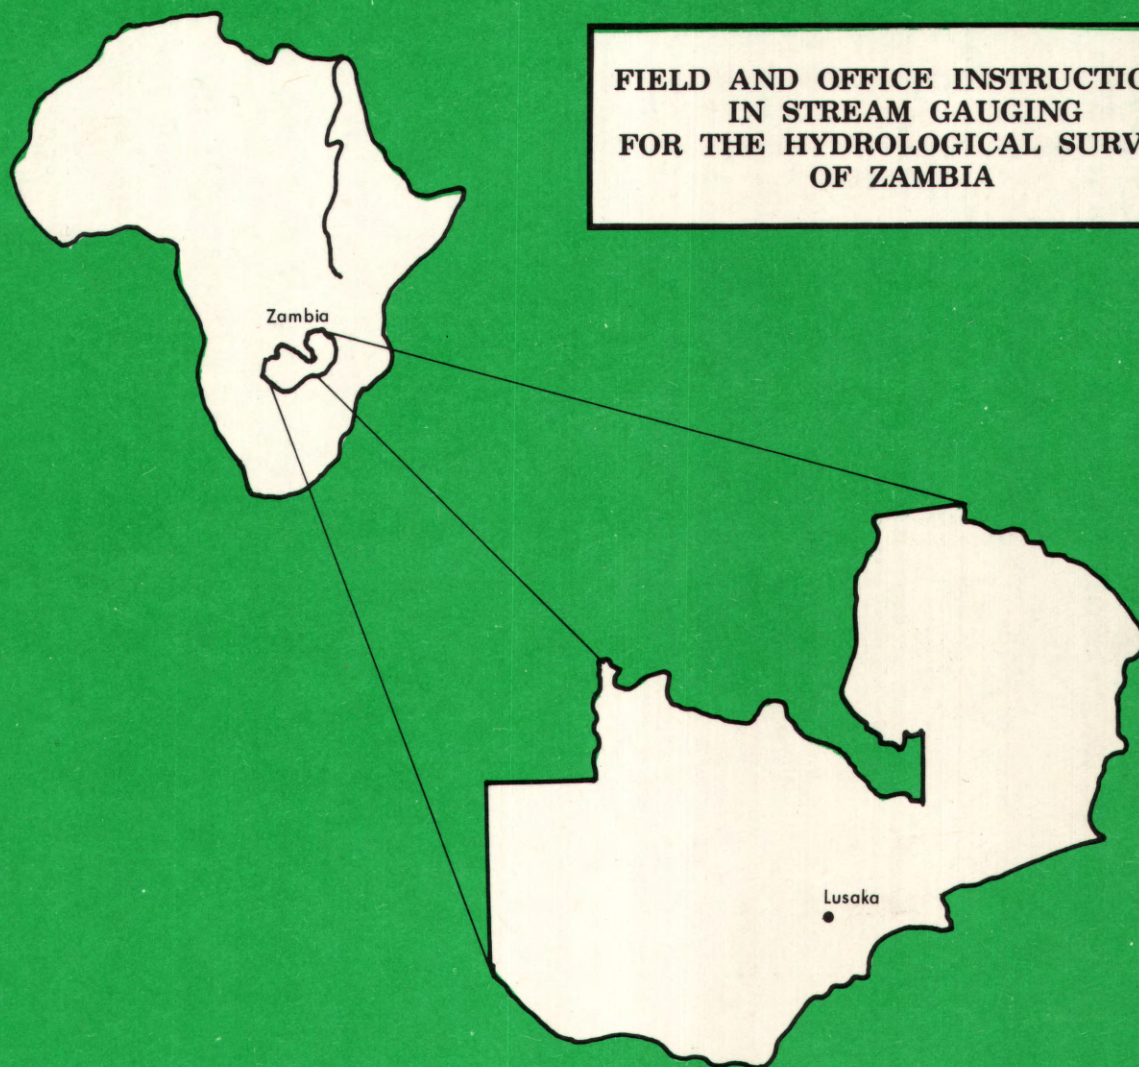 FIELD AND OFFICE INSTRUCTIO
IN STREAM GAUGING
FOR THE HYDROLOGICAL SURV
OF ZAMBIA
Zambia
Lusaka